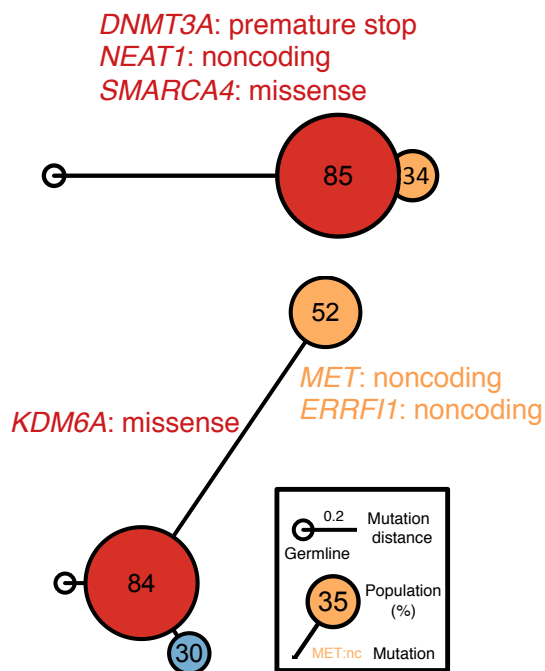 DNMT3A: premature stop
NEAT1: noncoding
SMARCA4: missense
85
34
52
MET: noncoding
ERRFI1: noncoding
KDM6A: missense
84
30
0.2
Mutation
distance
Germline
35
Population
(%)
MET:nc
Mutation